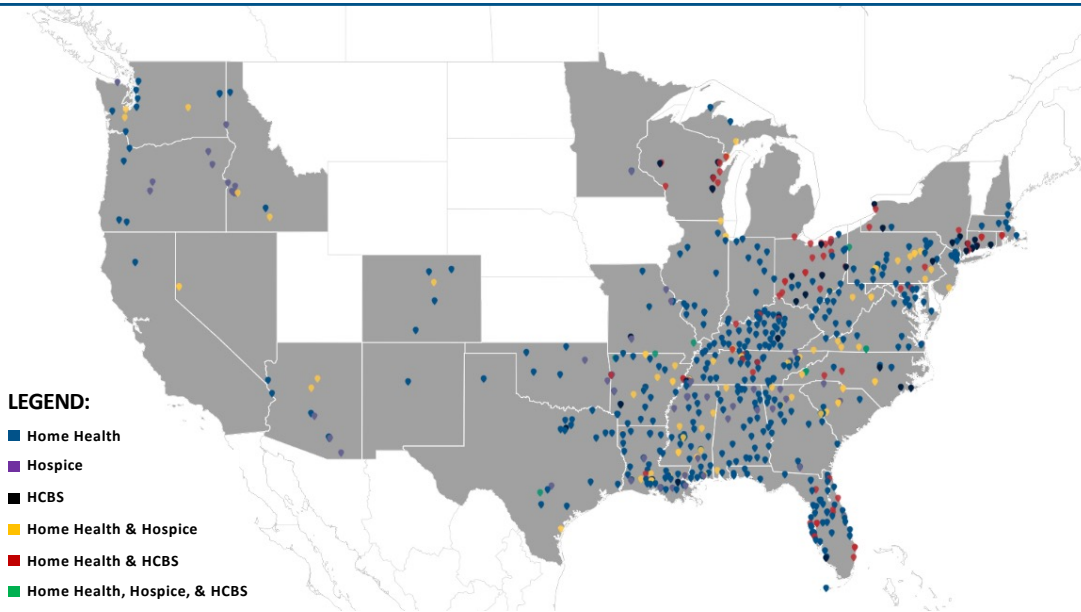 LEGEND:
Home Health
Hospice
HCBS
Home Health & Hospice
Home Health & HCBS
Home Health, Hospice, & HCBS